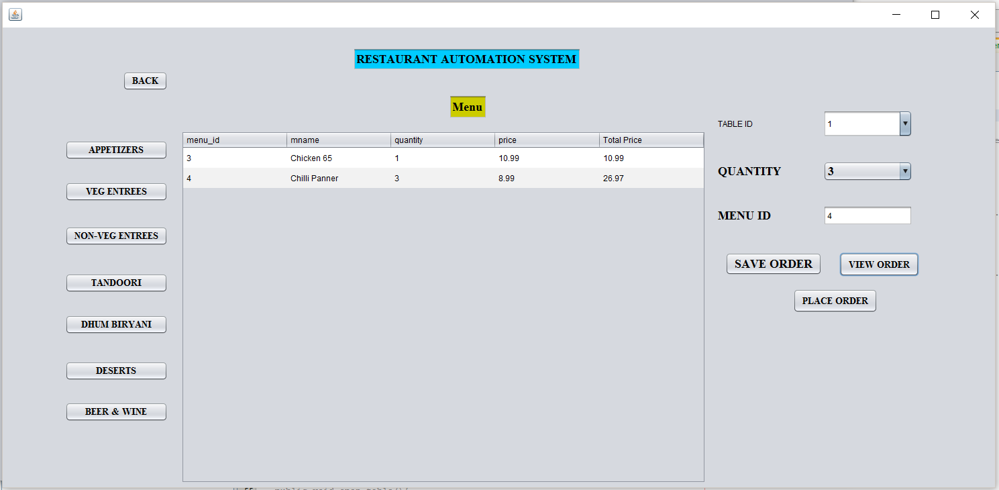 RESTAURANT AUTOMATION SYSTEM
BACK
Menu
TABLE ID 1
APPETIZERS
VEG ENTREES
NON-VEG ENTREES
TANDOORI
DHUM BIRYANI
DESERTS
BEER & WINE
menu_id mname quantity price Total Price
3 Chicken 65 1 10.99 10.99
4 Chilli Panner 3 8.99 26.97
QUANTITY 3
MENU ID 4
SAVE ORDER VIEW ORDER
PLACE ORDER